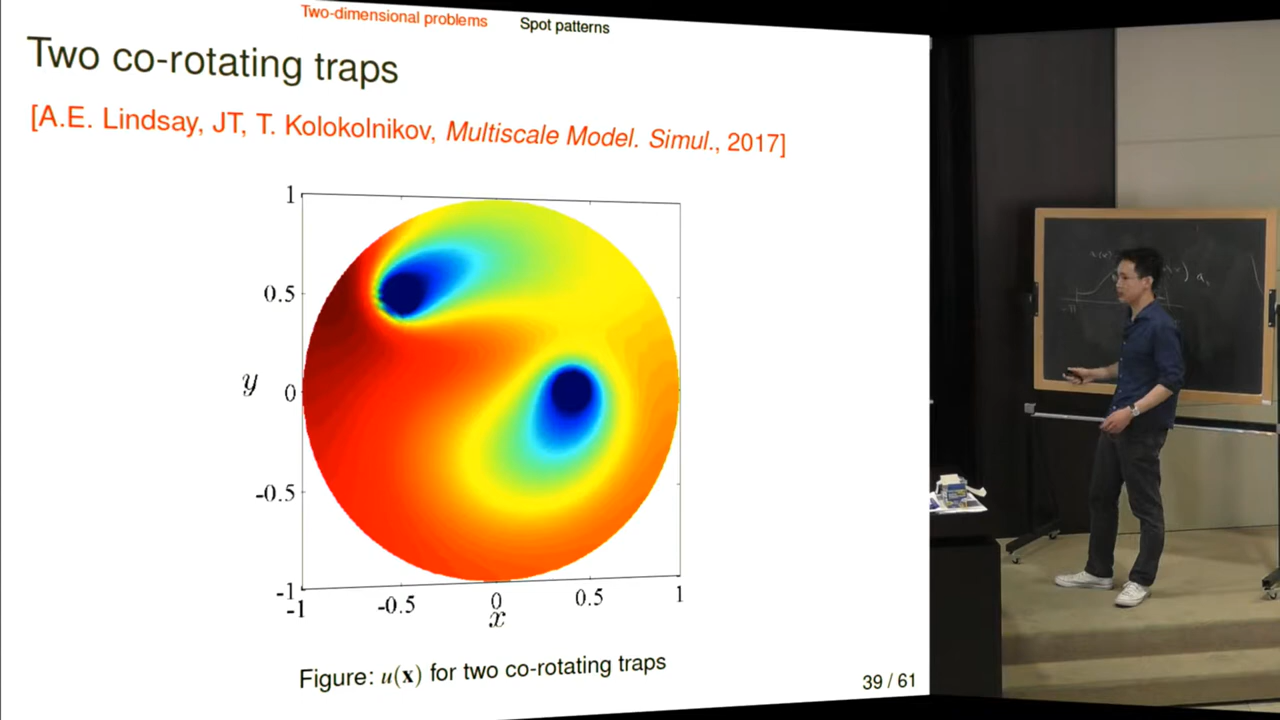 Two-dimensional problems Spot patterns
Two co-rotating traps
[A.E. Lindsay, JT, T. Kolokolnikov, Multiscale Model. Simul., 2017]
1
0.5
y 0
-0.5
-1
-1 -0.5 0 0.5 1
x
Figure: u(x) for two co-rotating traps
39 / 61